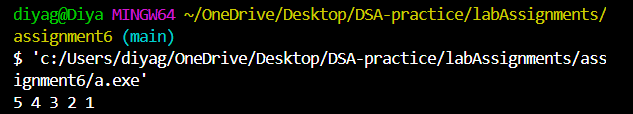 diyag@Diya MINGW64 ~/OneDrive/Desktop/DSA-practice/labAssignments/
assignment6 (main)
$ 'c:/Users/diyag/OneDrive/Desktop/DSA-practice/labAssignments/ass
ignment6/a.exe'
5 4 3 2 1